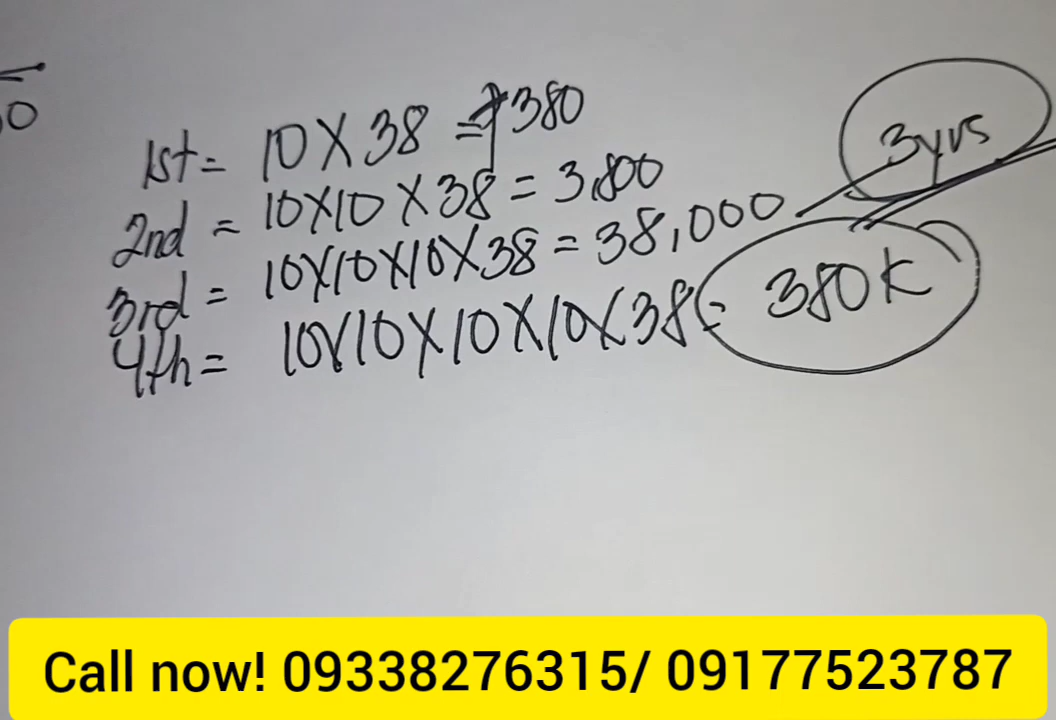 0
3yrs
1st = 10 X 38 = ₱380
2nd = 10X10 X 38 = 3,800
3rd = 10X10X10X38 = 38,000
4th = 10X10X10X10X38 = 380K
Call now! 09338276315/ 09177523787